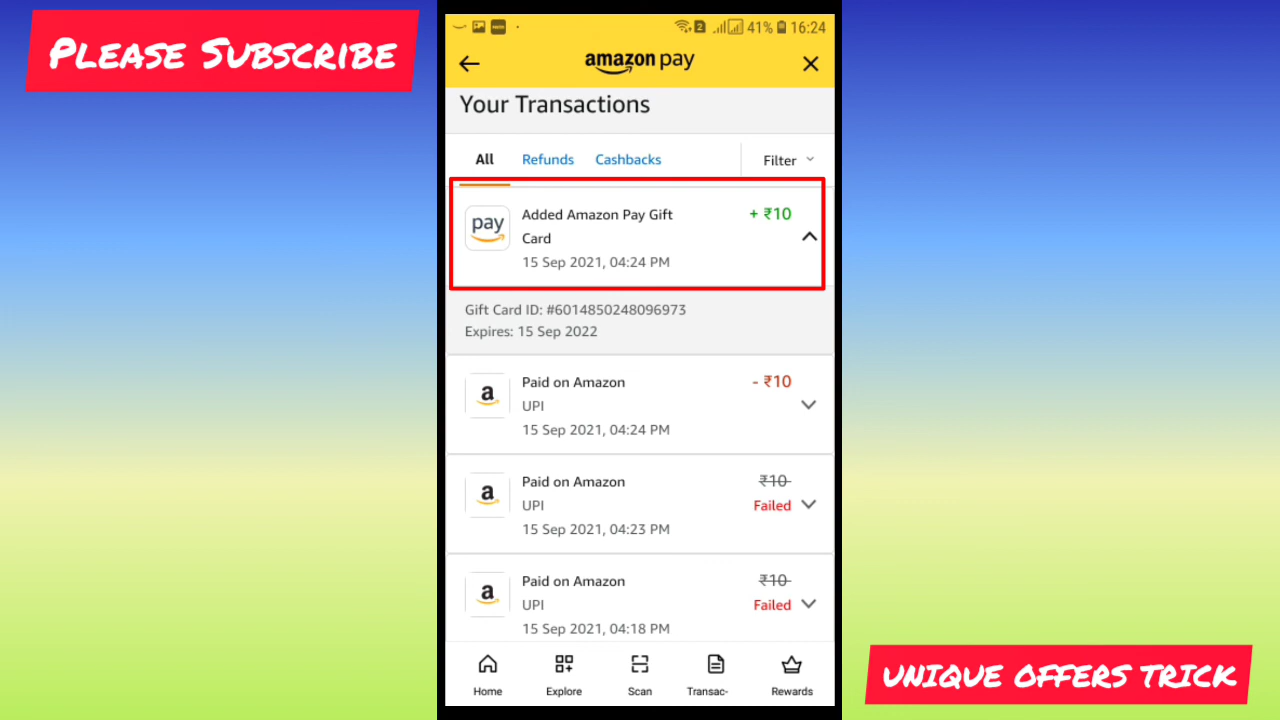 Please Subscribe
2 41% 16:24
amazon pay
Your Transactions
All Refunds Cashbacks Filter
pay
Added Amazon Pay Gift + ₹10
Card
15 Sep 2021, 04:24 PM
Gift Card ID: #6014850248096973
Expires: 15 Sep 2022
a
Paid on Amazon - ₹10
UPI
15 Sep 2021, 04:24 PM
a
Paid on Amazon ₹10
UPI Failed
15 Sep 2021, 04:23 PM
a
Paid on Amazon ₹10
UPI Failed
15 Sep 2021, 04:18 PM
Home Explore Scan Transac- Rewards
UNIQUE OFFERS TRICK